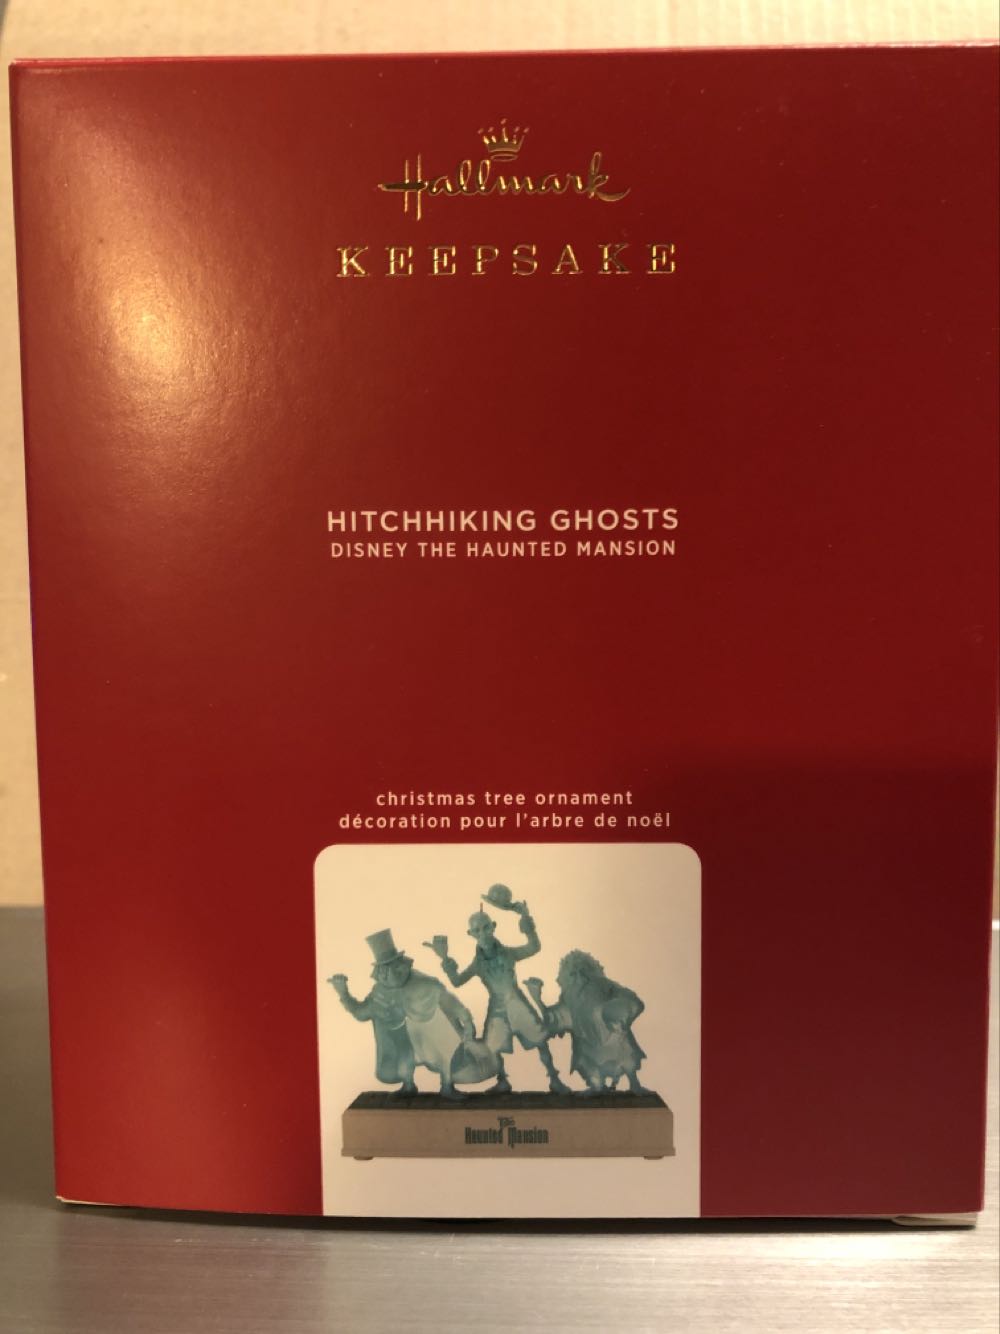 Hallmark
KEEPSAKE
HITCHHIKING GHOSTS
DISNEY THE HAUNTED MANSION
christmas tree ornament
décoration pour l'arbre de noël
The
Haunted Mansion